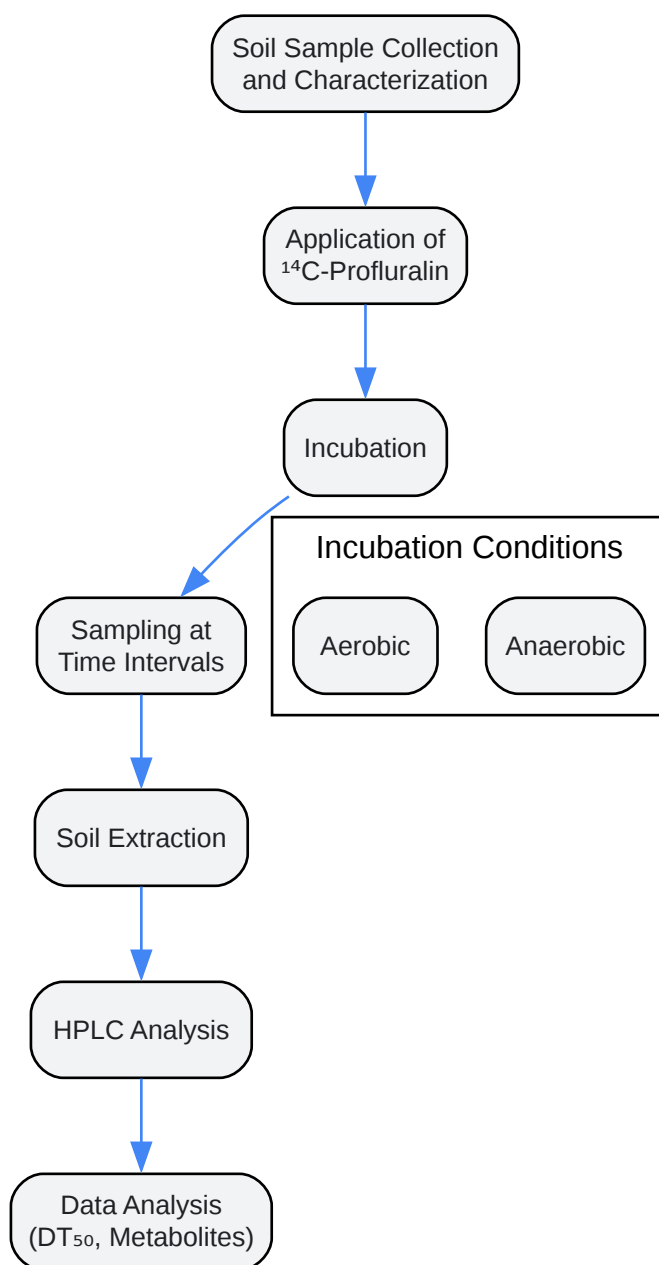 Soil Sample Collection
and Characterization
Application of
¹⁴C-Profluralin
Incubation
Incubation Conditions
Aerobic
Anaerobic
Sampling at
Time Intervals
Soil Extraction
HPLC Analysis
Data Analysis
(DT₅₀, Metabolites)